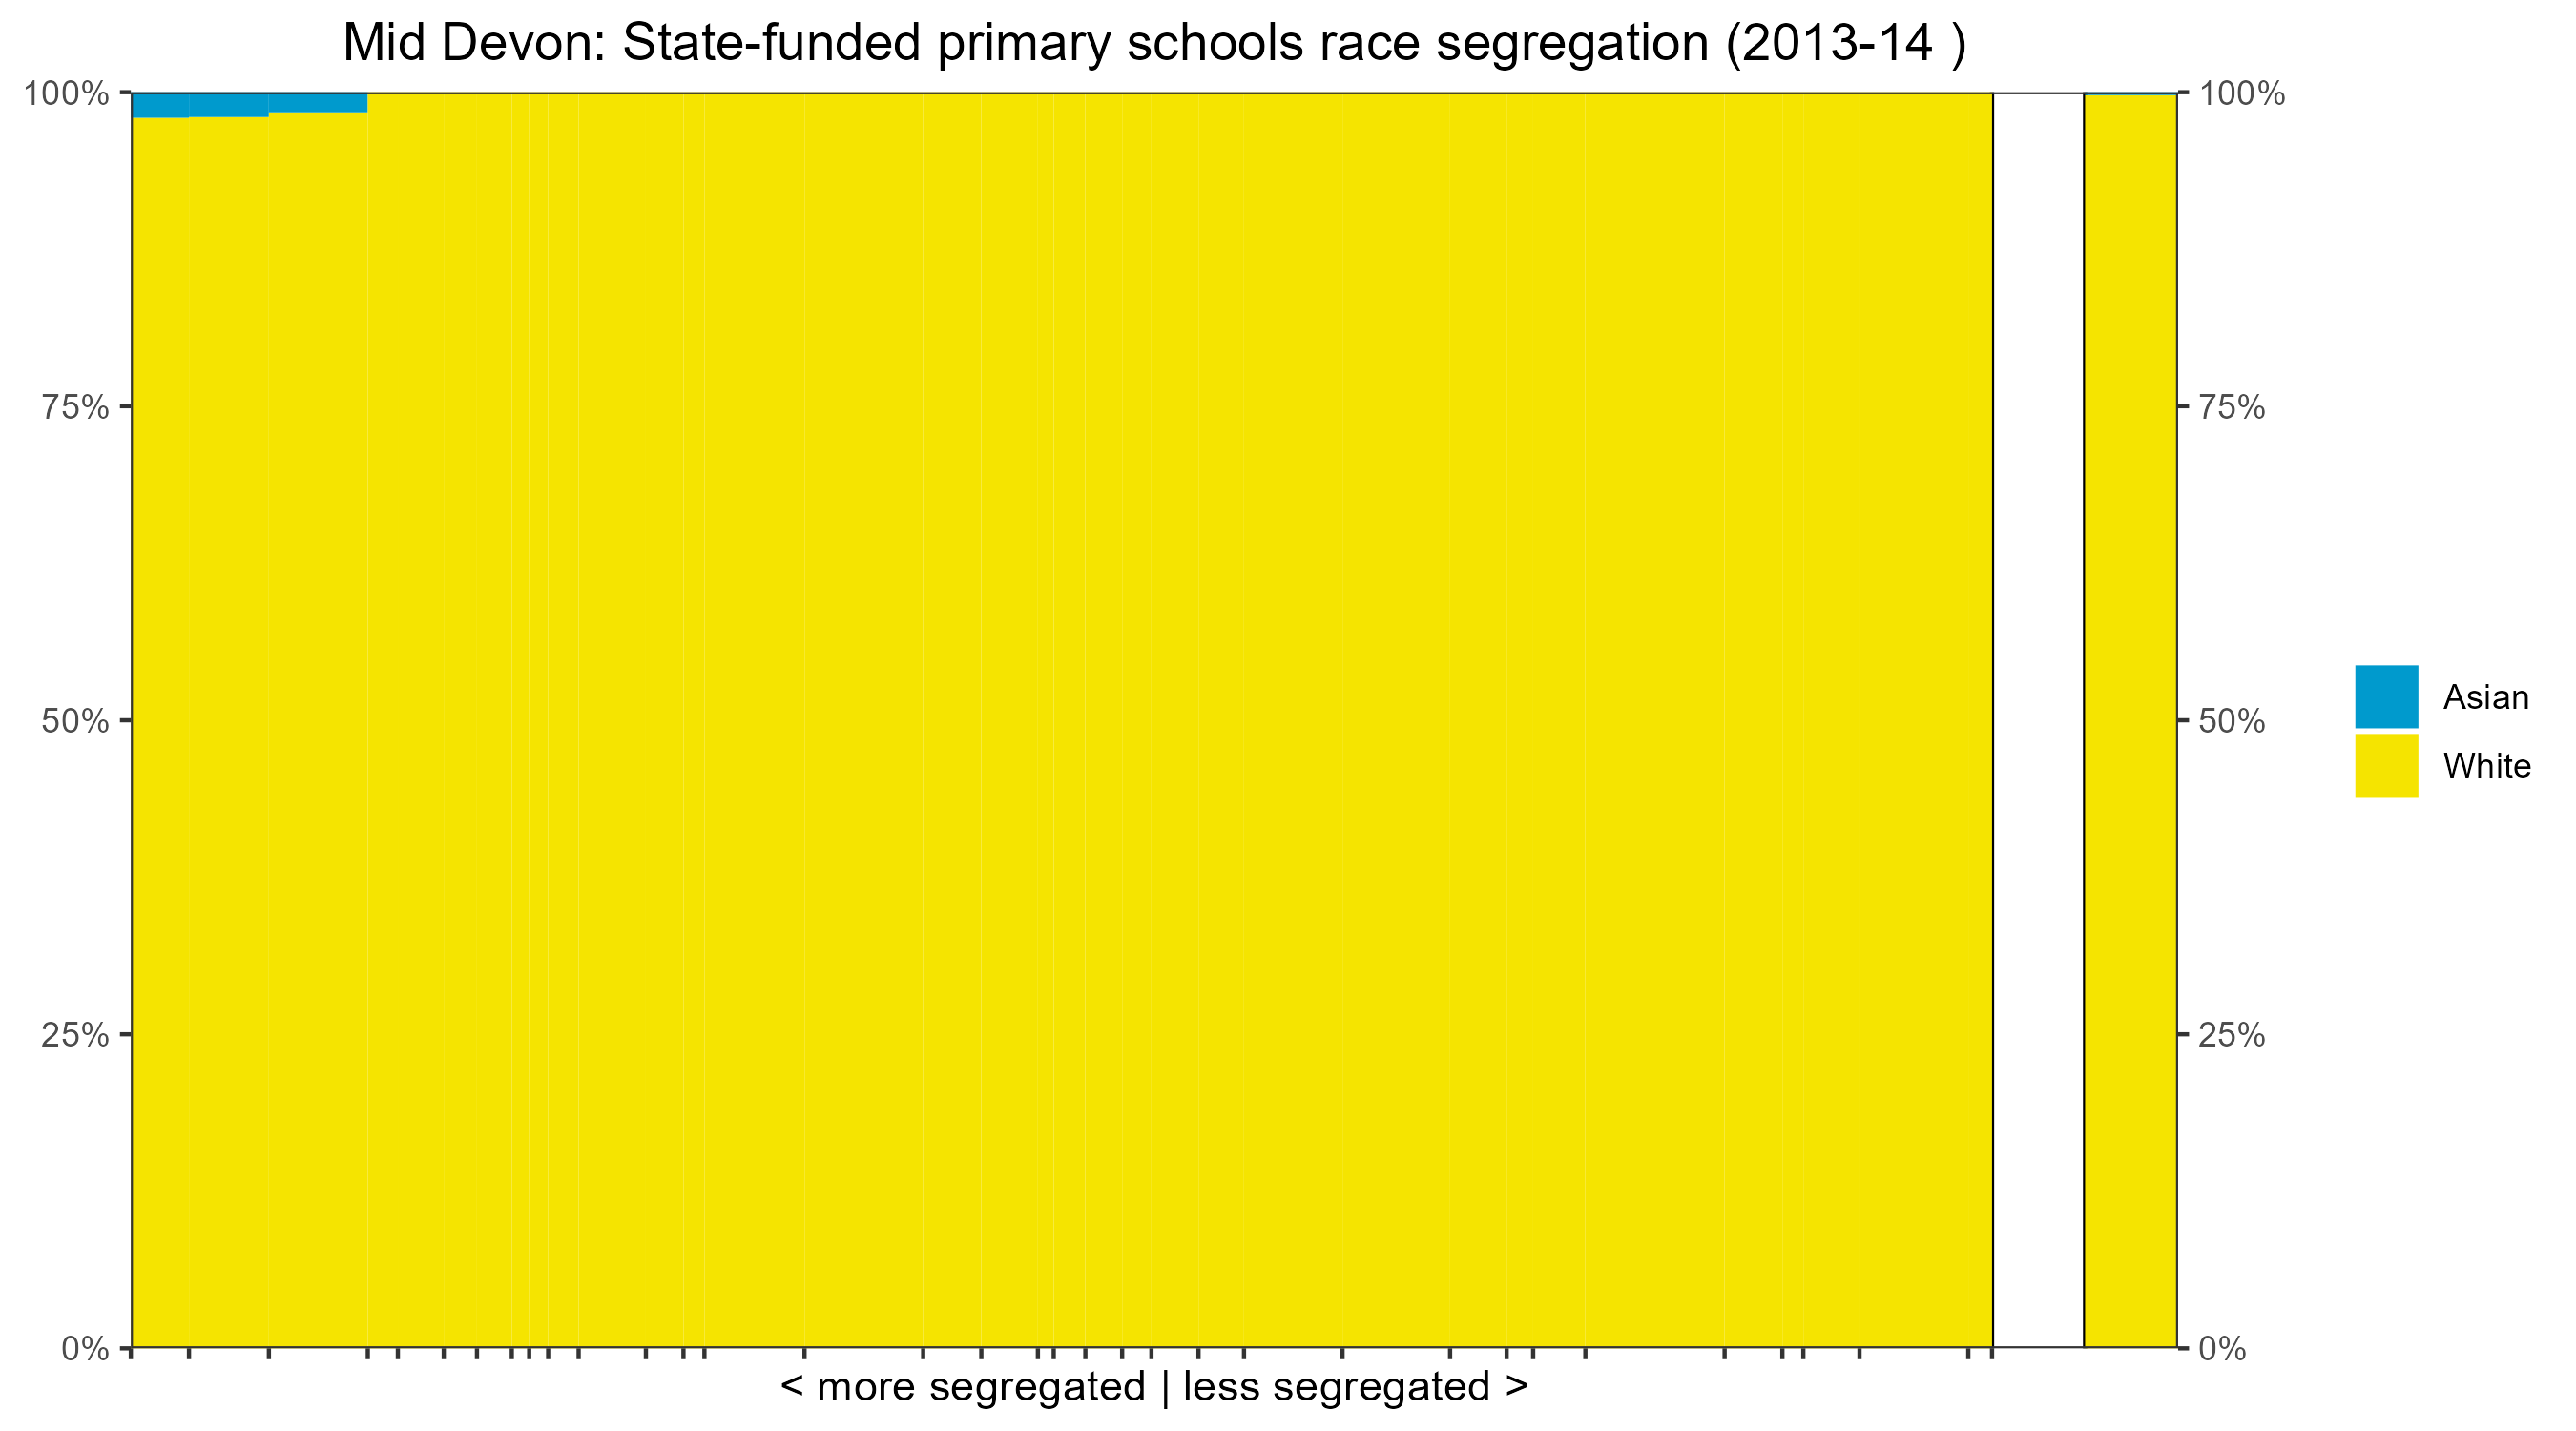 Mid Devon: State-funded primary schools race segregation (2013-14 )
100%
75%
50%
25%
0%
100%
75%
50%
25%
0%
Asian
White
< more segregated | less segregated >